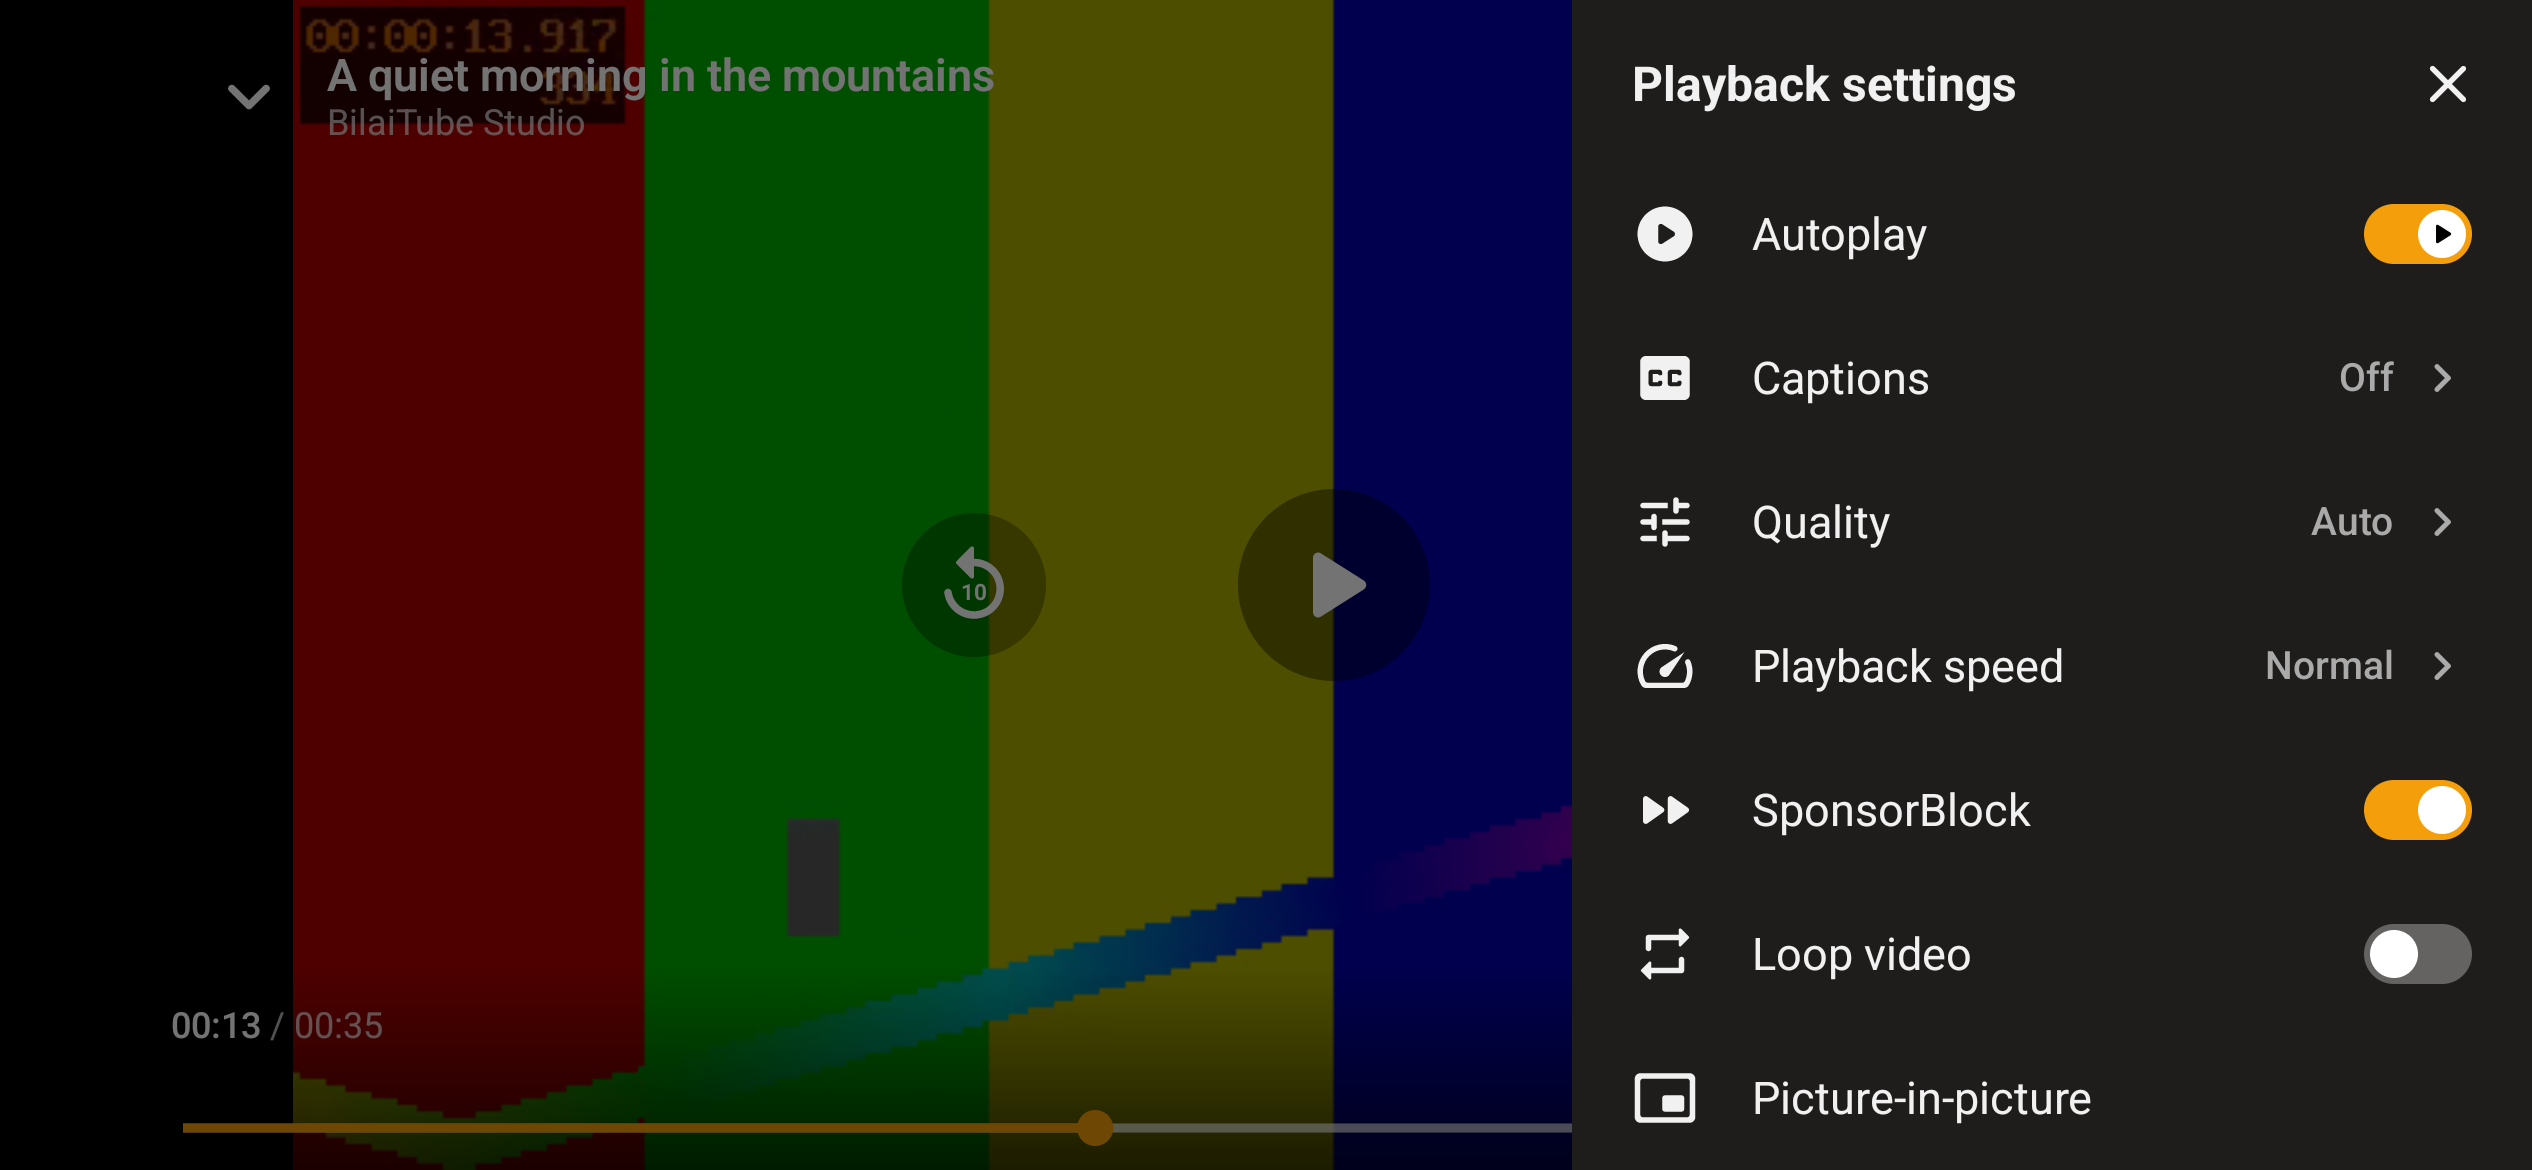 00:00:13.917
334
A quiet morning in the mountains
BilaiTube Studio
10
00:13 / 00:35
Playback settings
Autoplay
CC Captions Off
Quality Auto
Playback speed Normal
SponsorBlock
Loop video
Picture-in-picture